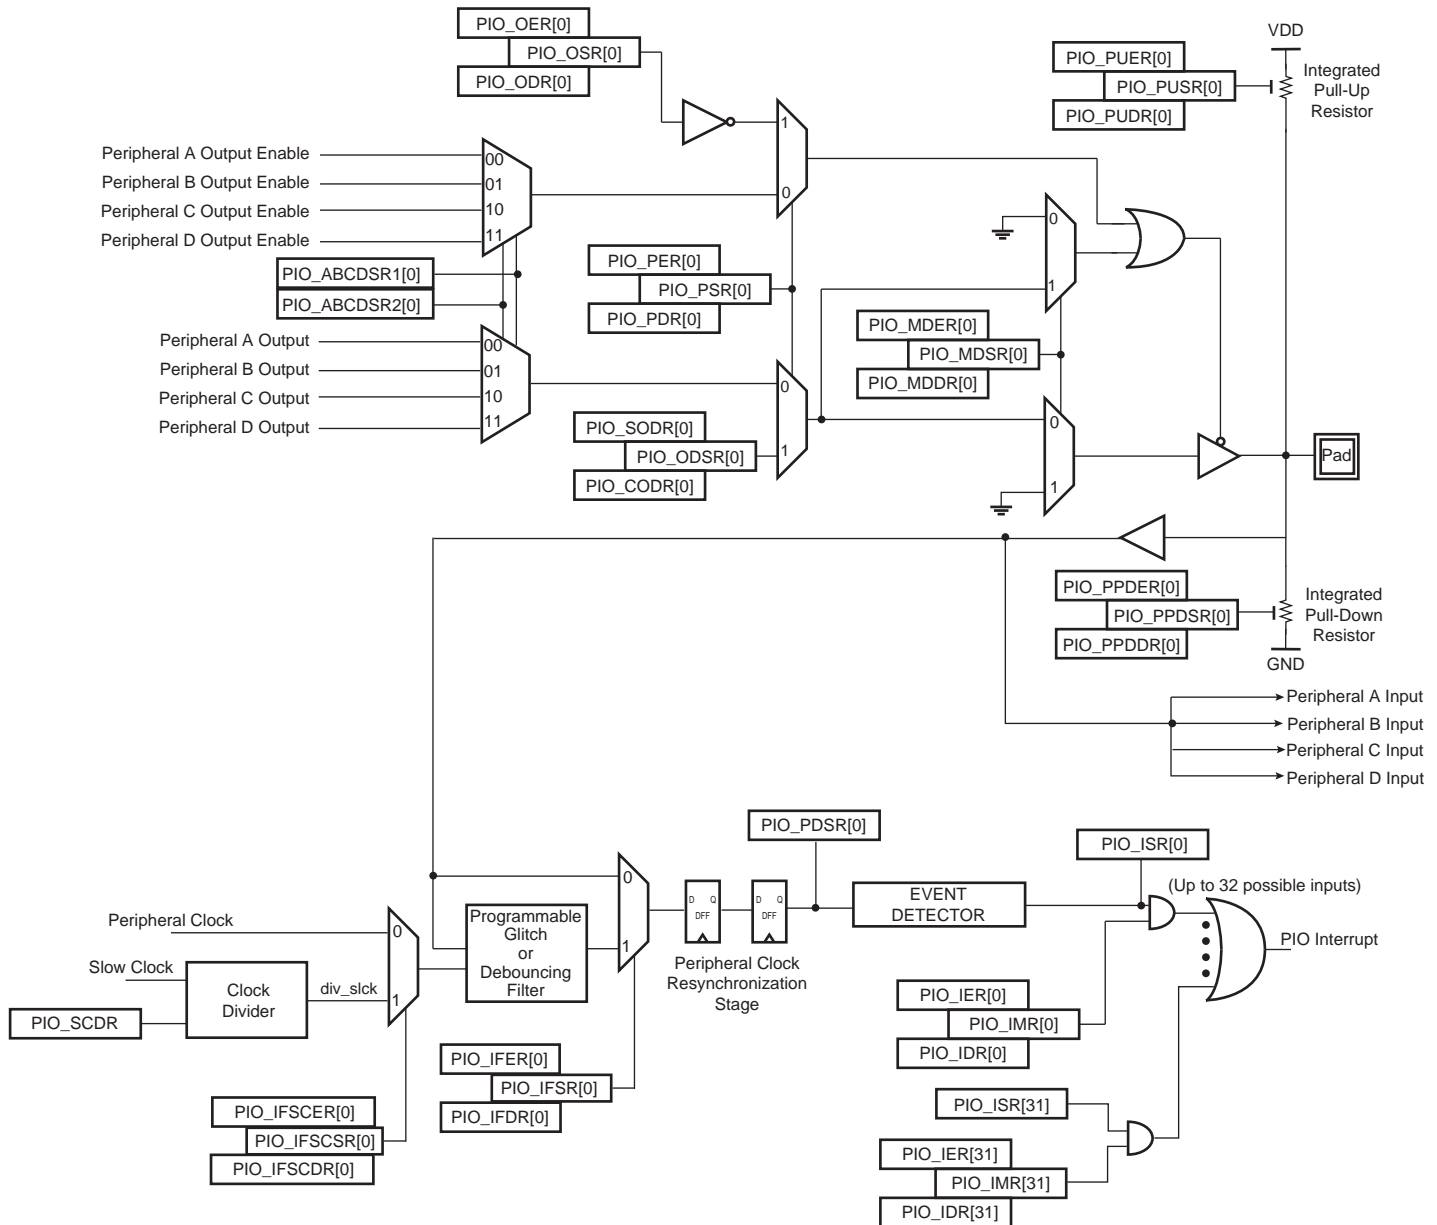 PIO_OER[0]
PIO_OSR[0]
PIO_ODR[0]
1
0
Peripheral A Output Enable
Peripheral B Output Enable
Peripheral C Output Enable
Peripheral D Output Enable
00
01
10
11
PIO_ABCDSR1[0]
PIO_ABCDSR2[0]
Peripheral A Output
Peripheral B Output
Peripheral C Output
Peripheral D Output
00
01
10
11
PIO_PER[0]
PIO_PSR[0]
PIO_PDR[0]
0
1
PIO_SODR[0]
PIO_ODSR[0]
PIO_CODR[0]
0
1
PIO_MDER[0]
PIO_MDSR[0]
PIO_MDDR[0]
0
1
VDD
PIO_PUER[0]
PIO_PUSR[0]
PIO_PUDR[0]
Integrated
Pull-Up
Resistor
Pad
PIO_PPDER[0]
PIO_PPDSR[0]
PIO_PPDDR[0]
Integrated
Pull-Down
Resistor
GND
Peripheral A Input
Peripheral B Input
Peripheral C Input
Peripheral D Input
Peripheral Clock
Slow Clock
PIO_SCDR
Clock
Divider
div_slck
0
1
PIO_IFSCER[0]
PIO_IFSCSR[0]
PIO_IFSCDR[0]
Programmable
Glitch
or
Debouncing
Filter
0
1
PIO_IFER[0]
PIO_IFSR[0]
PIO_IFDR[0]
D Q
DFF
D Q
DFF
Peripheral Clock
Resynchronization
Stage
PIO_PDSR[0]
EVENT
DETECTOR
PIO_ISR[0]
(Up to 32 possible inputs)
PIO Interrupt
PIO_IER[0]
PIO_IMR[0]
PIO_IDR[0]
PIO_ISR[31]
PIO_IER[31]
PIO_IMR[31]
PIO_IDR[31]